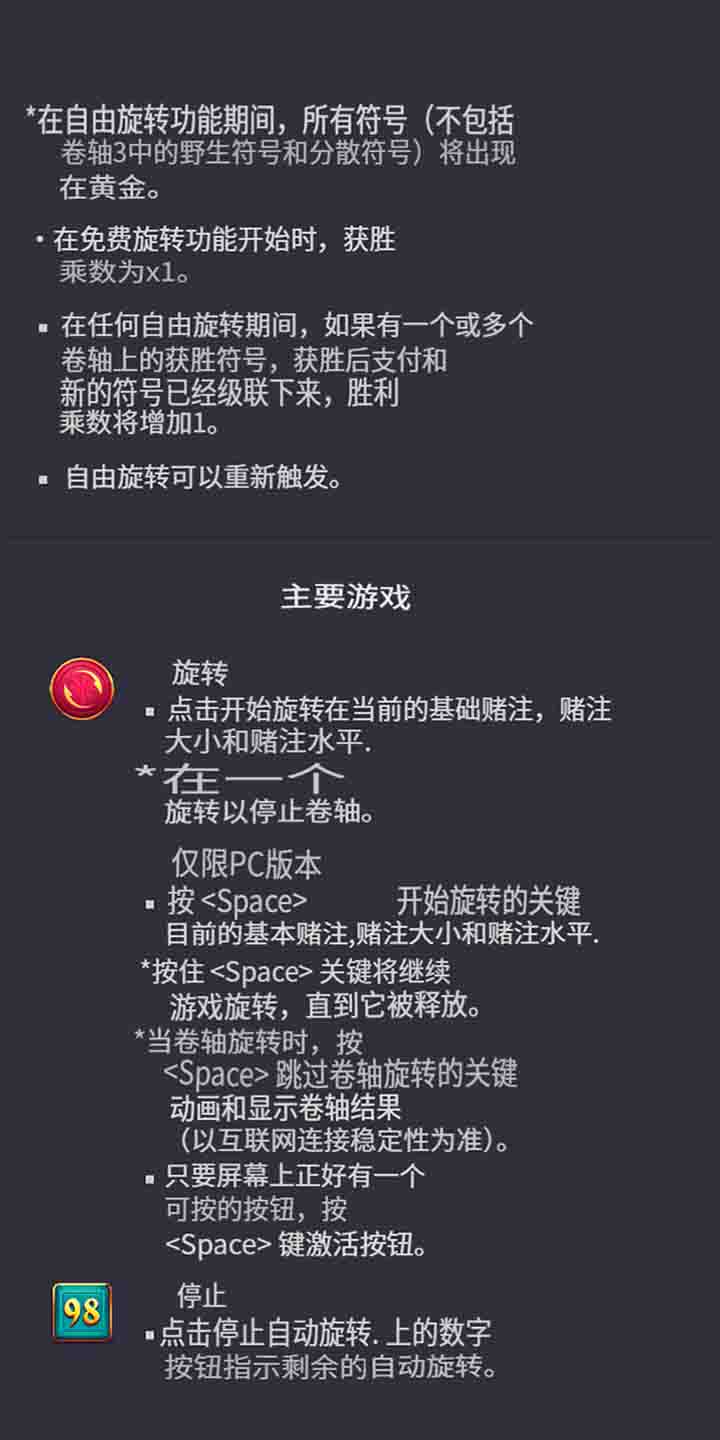 *在自由旋转功能期间，所有符号（不包括
卷轴3中的野生符号和分散符号）将出现
在黄金。
·在免费旋转功能开始时，获胜
乘数为x1。
▪ 在任何自由旋转期间，如果有一个或多个
卷轴上的获胜符号，获胜后支付和
新的符号已经级联下来，胜利
乘数将增加1。
▪ 自由旋转可以重新触发。
主要游戏
旋转
▪ 点击开始旋转在当前的基础赌注，赌注
大小和赌注水平.
*在一个
旋转以停止卷轴。
仅限PC版本
▪ 按 <Space> 开始旋转的关键
目前的基本赌注,赌注大小和赌注水平.
*按住 <Space> 关键将继续
游戏旋转，直到它被释放。
*当卷轴旋转时，按
<Space> 跳过卷轴旋转的关键
动画和显示卷轴结果
（以互联网连接稳定性为准）。
▪ 只要屏幕上正好有一个
可按的按钮，按
<Space> 键激活按钮。
98
停止
▪点击停止自动旋转. 上的数字
按钮指示剩余的自动旋转。